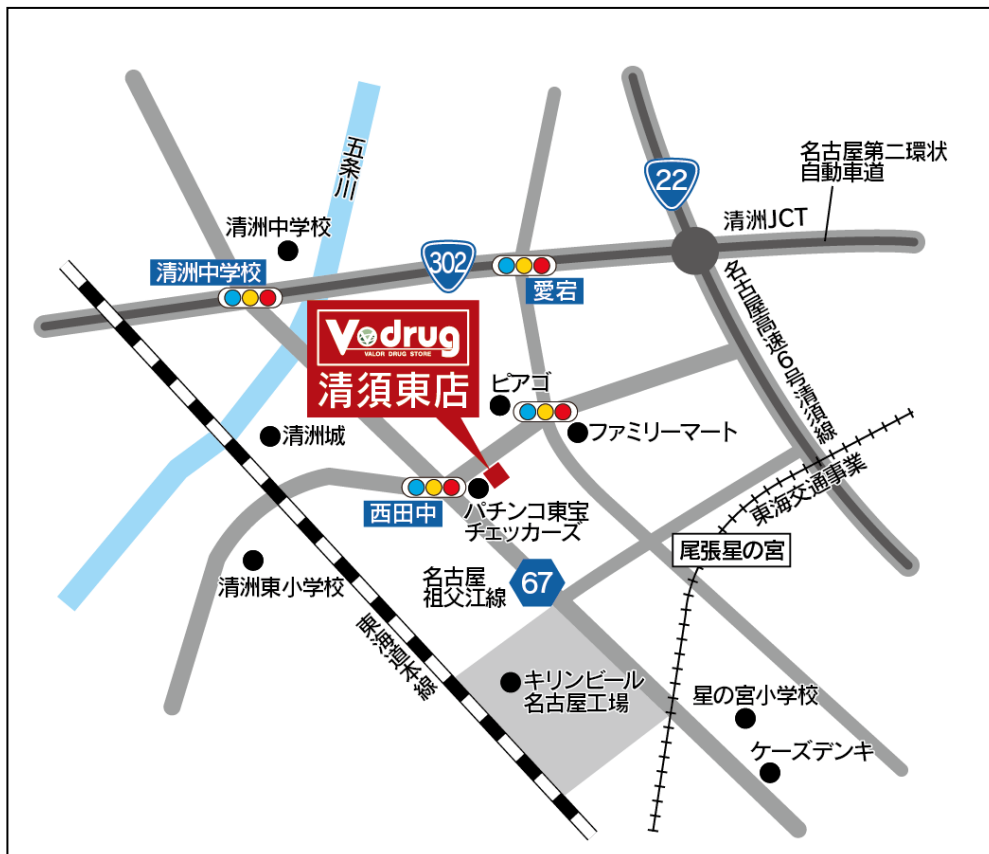 五条川
清洲中学校
清洲中学校
302
22
名古屋第二環状
自動車道
清洲JCT
愛宕
V drug
VALOR DRUG STORE
清須東店
ピアゴ
ファミリーマート
名古屋高速6号清須線
清洲城
西田中
パチンコ東宝
チェッカーズ
東海交通事業
尾張星の宮
清洲東小学校
名古屋
祖父江線
67
東海道本線
キリンビール
名古屋工場
星の宮小学校
ケーズデンキ